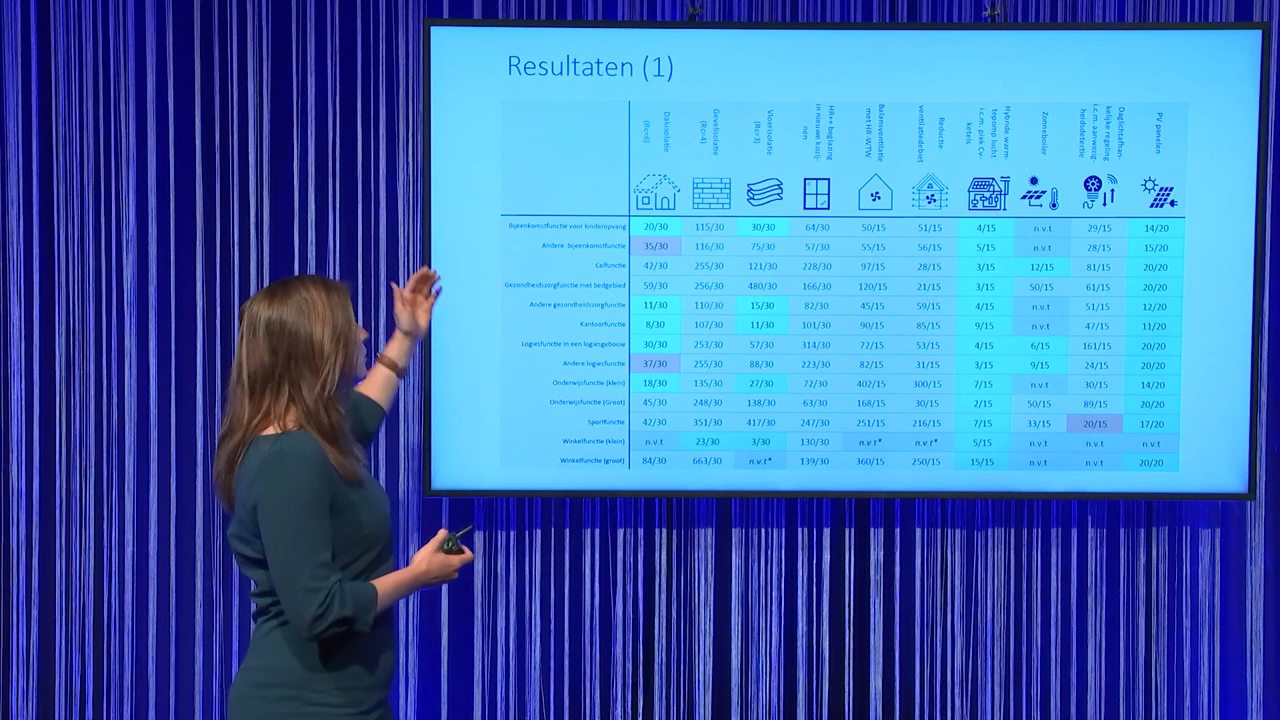 Resultaten (1)
Dakisolatie
(Rc=6)
Gevelisolatie
(Rc=4)
Vloerisolatie
(Rc=3)
HR++ beglazing
in nieuwe kozij-
nen
Balansventilatie
met HR-WTW
Reductie
ventilatiedebiet
Hybride warm-
tepomp lucht
i.c.m. piek CV-
ketels
Zonneboiler
Daglichtafhan-
kelijke regeling
i.c.m. aanwezig-
heidsdetectie
PV panelen
Bijeenkomstfunctie voor kinderopvang 20/30 115/30 30/30 64/30 50/15 51/15 4/15 n.v.t 29/15 14/20
Andere bijeenkomstfunctie 35/30 116/30 75/30 57/30 55/15 56/15 5/15 n.v.t 28/15 15/20
Celfunctie 42/30 255/30 121/30 228/30 97/15 28/15 3/15 12/15 81/15 20/20
Gezondheidszorgfunctie met bedgebied 59/30 256/30 480/30 166/30 120/15 21/15 3/15 50/15 61/15 20/20
Andere gezondheidszorgfunctie 11/30 110/30 15/30 82/30 45/15 59/15 4/15 n.v.t 51/15 12/20
Kantoorfunctie 8/30 107/30 11/30 101/30 90/15 85/15 9/15 n.v.t 47/15 11/20
Logiesfunctie in een logiesgebouw 30/30 253/30 57/30 314/30 72/15 53/15 4/15 6/15 161/15 20/20
Andere logiesfunctie 37/30 255/30 88/30 223/30 82/15 31/15 3/15 9/15 24/15 20/20
Onderwijsfunctie (klein) 18/30 135/30 27/30 72/30 402/15 300/15 7/15 n.v.t 30/15 14/20
Onderwijsfunctie (Groot) 45/30 248/30 138/30 63/30 168/15 30/15 2/15 50/15 89/15 20/20
Sportfunctie 42/30 351/30 417/30 247/30 251/15 216/15 7/15 33/15 20/15 17/20
Winkelfunctie (klein) n.v.t 23/30 3/30 130/30 n.v.t* n.v.t* 5/15 n.v.t n.v.t n.v.t
Winkelfunctie (groot) 84/30 663/30 n.v.t* 139/30 360/15 250/15 15/15 n.v.t n.v.t 20/20